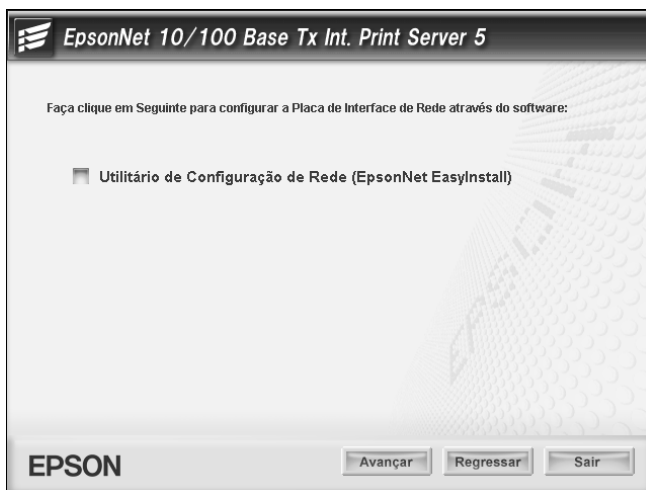 EpsonNet 10/100 Base Tx Int. Print Server 5
Faça clique em Seguinte para configurar a Placa de Interface de Rede através do software:
Utilitário de Configuração de Rede (EpsonNet EasyInstall)
EPSON
EPSON
Avançar
Regressar
Sair